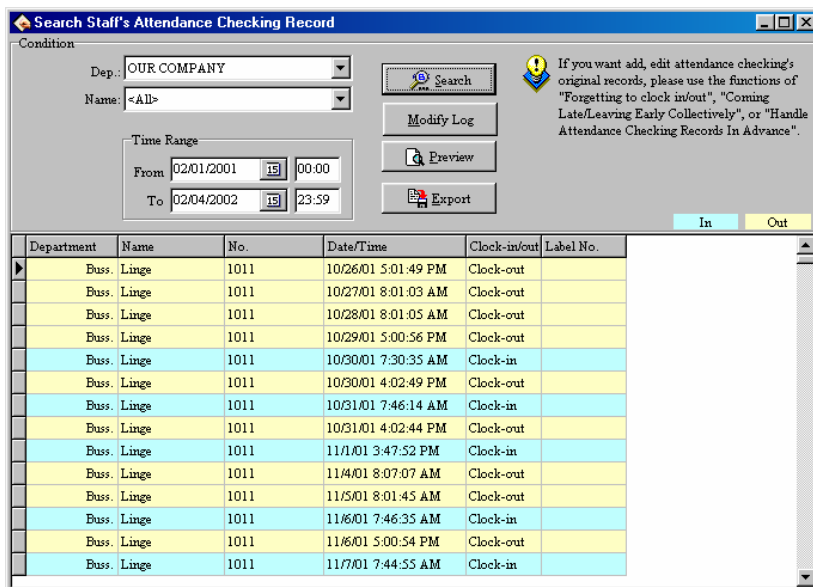 Search Staff's Attendance Checking Record
Condition
Dep.: OUR COMPANY
Name: <All>
Time Range
From 02/01/2001 15 00:00
To 02/04/2002 15 23:59
Search
Modify Log
Preview
Export
If you want add, edit attendance checking's
original records, please use the functions of
"Forgetting to clock in/out", "Coming
Late/Leaving Early Collectively", or "Handle
Attendance Checking Records In Advance".
In Out
Department Name No. Date/Time Clock-in/out Label No.
Buss. Linge 1011 10/26/01 5:01:49 PM Clock-out
Buss. Linge 1011 10/27/01 8:01:03 AM Clock-out
Buss. Linge 1011 10/28/01 8:01:05 AM Clock-out
Buss. Linge 1011 10/29/01 5:00:56 PM Clock-out
Buss. Linge 1011 10/30/01 7:30:35 AM Clock-in
Buss. Linge 1011 10/30/01 4:02:49 PM Clock-out
Buss. Linge 1011 10/31/01 7:46:14 AM Clock-in
Buss. Linge 1011 10/31/01 4:02:44 PM Clock-out
Buss. Linge 1011 11/1/01 3:47:52 PM Clock-in
Buss. Linge 1011 11/4/01 8:07:07 AM Clock-out
Buss. Linge 1011 11/5/01 8:01:45 AM Clock-out
Buss. Linge 1011 11/6/01 7:46:35 AM Clock-in
Buss. Linge 1011 11/6/01 5:00:54 PM Clock-out
Buss. Linge 1011 11/7/01 7:44:55 AM Clock-in